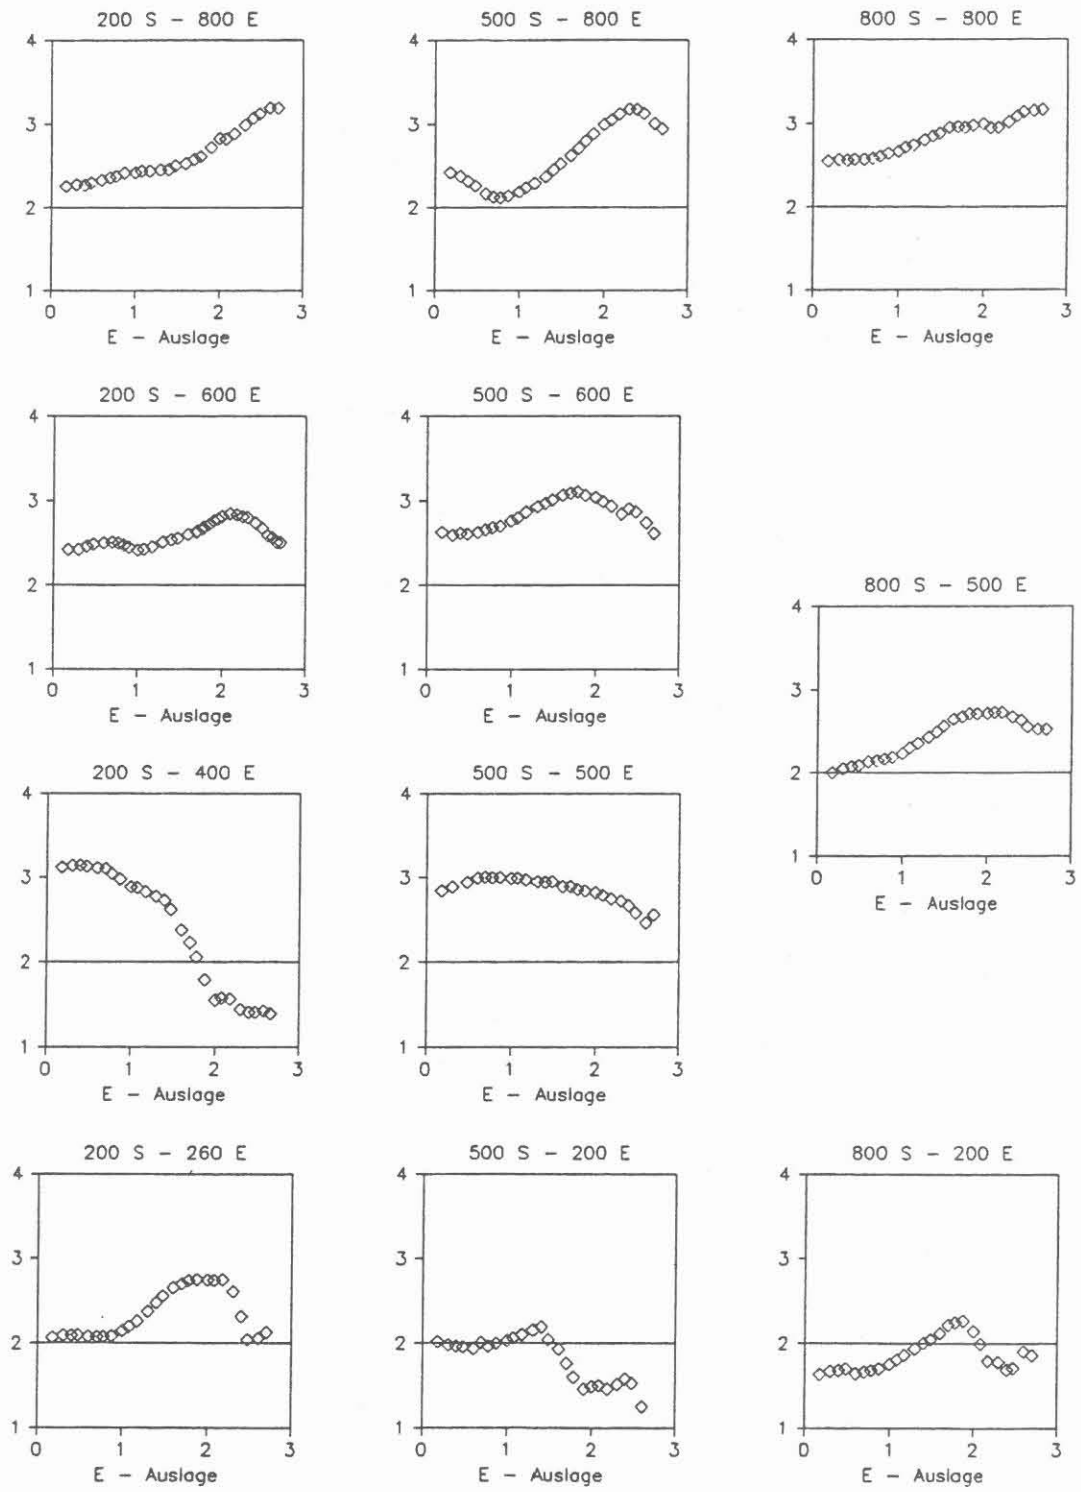 200 S – 800 E
4
3
2
1
0 1 2 3
E – Auslage
500 S – 800 E
4
3
2
1
0 1 2 3
E – Auslage
800 S – 800 E
4
3
2
1
0 1 2 3
E – Auslage
200 S – 600 E
4
3
2
1
0 1 2 3
E – Auslage
500 S – 600 E
4
3
2
1
0 1 2 3
E – Auslage
800 S – 500 E
4
3
2
1
0 1 2 3
E – Auslage
200 S – 400 E
4
3
2
1
0 1 2 3
E – Auslage
500 S – 500 E
4
3
2
1
0 1 2 3
E – Auslage
200 S – 260 E
4
3
2
1
0 1 2 3
E – Auslage
500 S – 200 E
4
3
2
1
0 1 2 3
E – Auslage
800 S – 200 E
4
3
2
1
0 1 2 3
E – Auslage